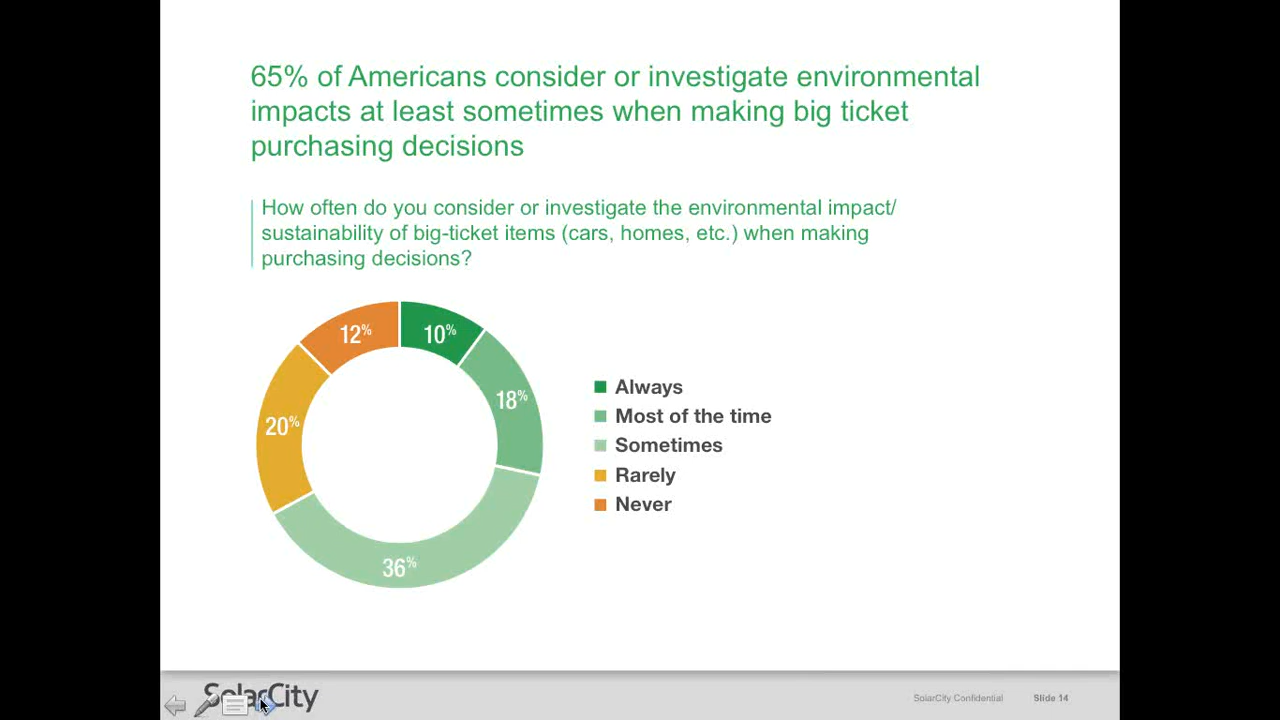 65% of Americans consider or investigate environmental
impacts at least sometimes when making big ticket
purchasing decisions
How often do you consider or investigate the environmental impact/
sustainability of big-ticket items (cars, homes, etc.) when making
purchasing decisions?
12%
10%
18%
20%
36%
Always
Most of the time
Sometimes
Rarely
Never
SolarCity
SolarCity Confidential
Slide 14